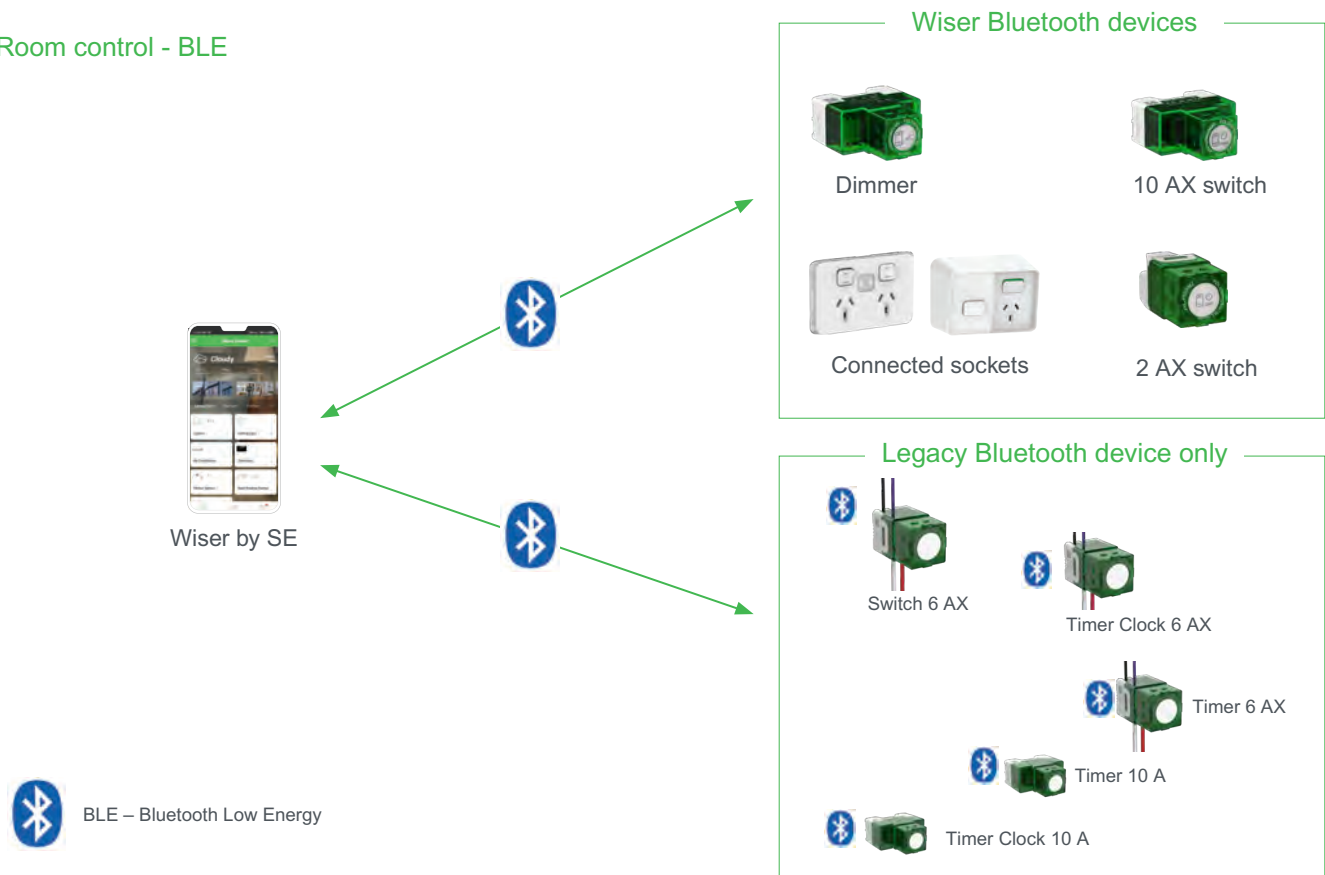 Room control - BLE
Wiser Bluetooth devices
Dimmer
10 AX switch
Connected sockets
2 AX switch
Cloudy
Wiser by SE
Legacy Bluetooth device only
Switch 6 AX
Timer Clock 6 AX
Timer 6 AX
Timer 10 A
Timer Clock 10 A
BLE – Bluetooth Low Energy